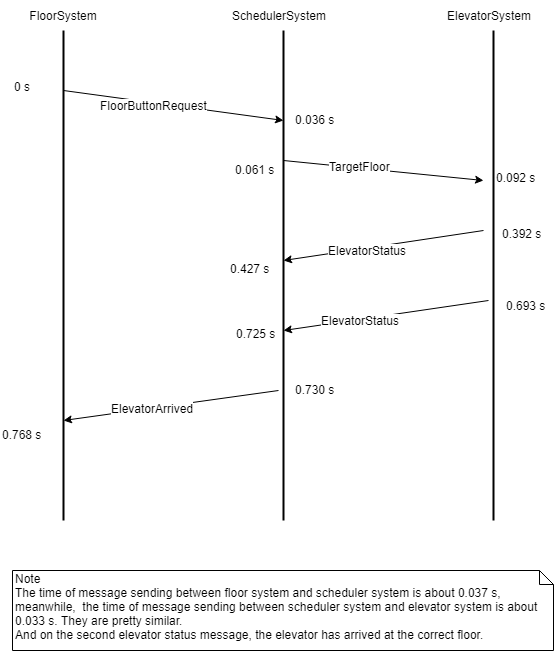 FloorSystem
SchedulerSystem
ElevatorSystem
0 s
FloorButtonRequest
0.036 s
0.061 s
TargetFloor
0.092 s
0.392 s
ElevatorStatus
0.427 s
0.693 s
ElevatorStatus
0.725 s
0.730 s
ElevatorArrived
0.768 s
Note
The time of message sending between floor system and scheduler system is about 0.037 s,
meanwhile,  the time of message sending between scheduler system and elevator system is about
0.033 s. They are pretty similar.
And on the second elevator status message, the elevator has arrived at the correct floor.